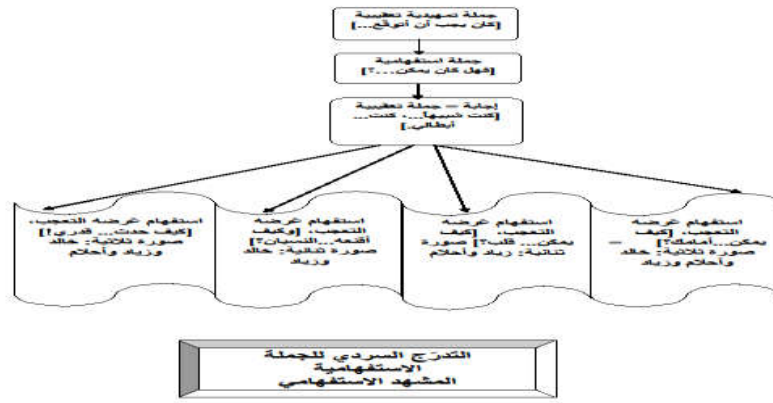 جملة تمهيدية تعقيبية
[كان يجب أن أتوقّع...]
جملة استفهامية
[فهل كان يمكن...؟]
إجابة = جملة تعقيبية
[كنت شبيهاً...، كنت...
أبطالي.]
استفهام غرضه
التعجب، [كيف
يمكن...أمامك؟] =
صورة ثلاثية: خالد
وأحلام وزياد
استفهام غرضه
التعجب، [كيف
يمكن... قلب؟] صورة
ثنائية: زياد وأحلام
استفهام غرضه
التعجب، [وكيف
أقنعه...النسيان؟]
صورة ثنائية: خالد
وزياد
استفهام غرضه التعجب،
[كيف حدث... قدري!]
صورة ثلاثية: خالد
وزياد وأحلام
التدرّج السردي للجملة
الاستفهامية
المشهد الاستفهامي